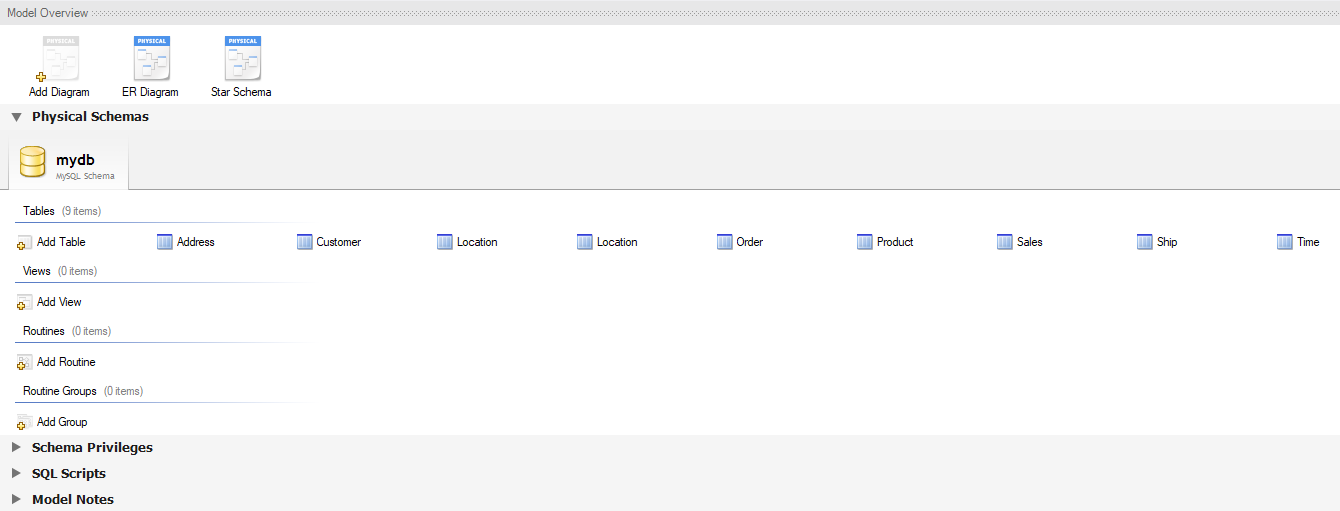 Model Overview
PHYSICAL PHYSICAL PHYSICAL
Add Diagram ER Diagram Star Schema
Physical Schemas
mydb
MySQL Schema
Tables (9 items)
Add Table Address Customer Location Location Order Product Sales Ship Time
Views (0 items)
Add View
Routines (0 items)
Add Routine
Routine Groups (0 items)
Add Group
Schema Privileges
SQL Scripts
Model Notes